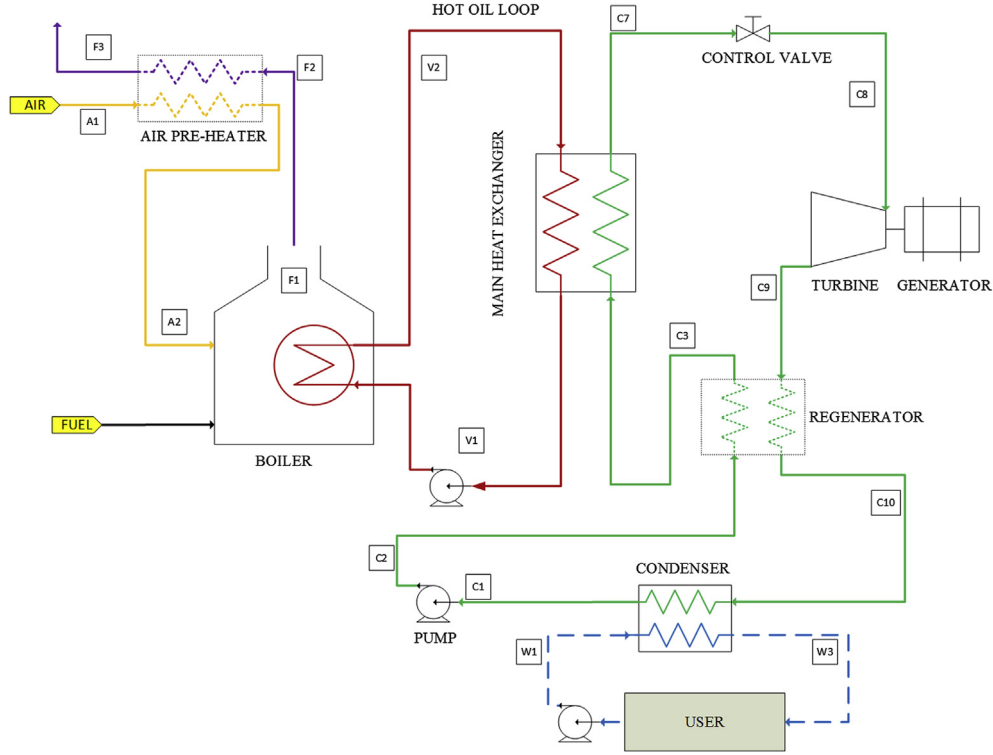 HOT OIL LOOP
C7
F3
F2
V2
CONTROL VALVE
AIR
A1
C8
AIR PRE-HEATER
MAIN HEAT EXCHANGER
F1
C9
TURBINE
GENERATOR
A2
C3
REGENERATOR
FUEL
V1
BOILER
C10
C2
CONDENSER
C1
PUMP
W1
W3
USER